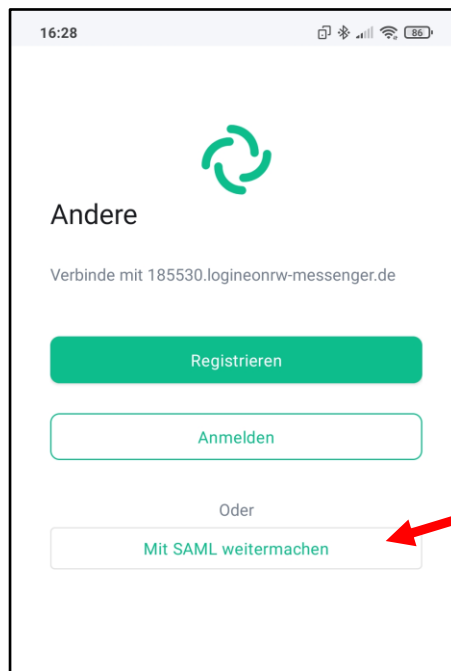 16:28
86
Andere
Verbinde mit 185530.logineonrw-messenger.de
Registrieren
Anmelden
Oder
Mit SAML weitermachen